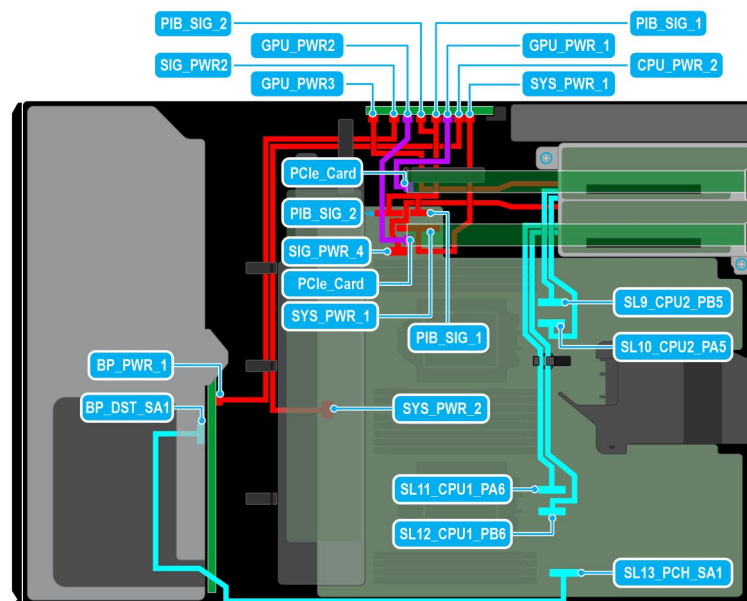 PIB_SIG_2
PIB_SIG_1
GPU_PWR2
GPU_PWR_1
SIG_PWR2
CPU_PWR_2
GPU_PWR3
SYS_PWR_1
PCIe_Card
PIB_SIG_2
SIG_PWR_4
PCIe_Card
SYS_PWR_1
PIB_SIG_1
SL9_CPU2_PB5
SL10_CPU2_PA5
BP_PWR_1
BP_DST_SA1
SYS_PWR_2
SL11_CPU1_PA6
SL12_CPU1_PB6
SL13_PCH_SA1